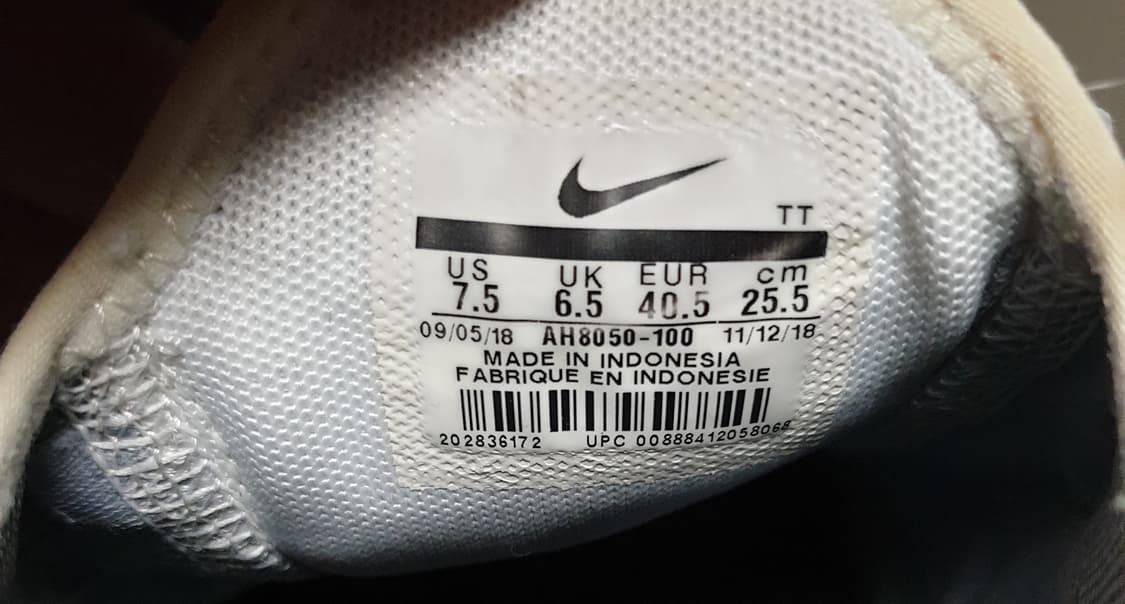 TT
US UK EUR cm
7.5 6.5 40.5 25.5
09/05/18 AH8050-100 11/12/18
MADE IN INDONESIA
FABRIQUE EN INDONESIE
202836172 UPC 00888412058068